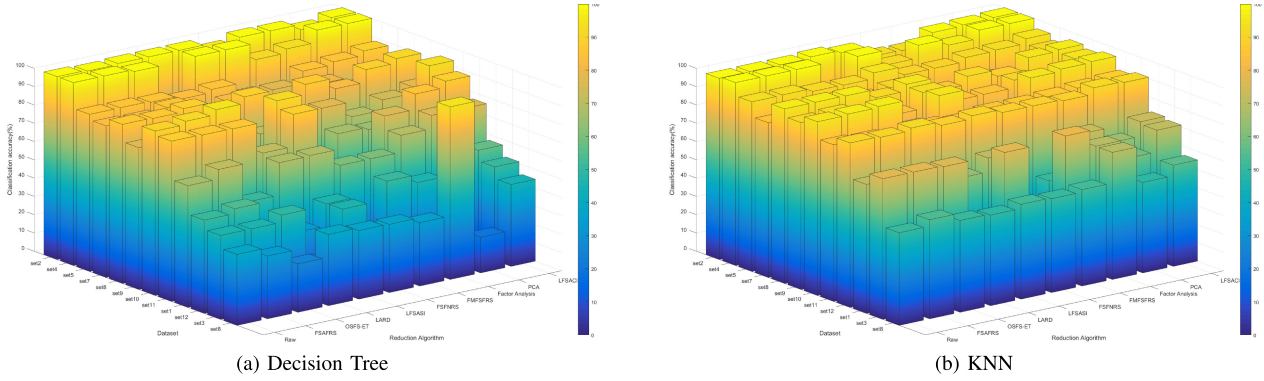 100
90
80
70
60
50
40
30
20
10
0
Classification accuracy(%)
set2
set4
set5
set7
set8
set9
set10
set11
set1
set12
set3
set8
Dataset
Raw
FSAFRS
OSFS-ET
LARD
LFSASI
FSFNRS
FMFSFRS
Factor Analysis
PCA
LFSACI
Reduction Algorithm
100
90
80
70
60
50
40
30
20
10
0
(a) Decision Tree
100
90
80
70
60
50
40
30
20
10
0
Classification accuracy(%)
set2
set4
set5
set7
set8
set9
set10
set11
set12
set1
set3
set8
Dataset
Raw
FSAFRS
OSFS-ET
LARD
LFSASI
FSFNRS
FMFSFRS
Factor Analysis
PCA
LFSACI
Reduction Algorithm
100
90
80
70
60
50
40
30
20
10
0
(b) KNN